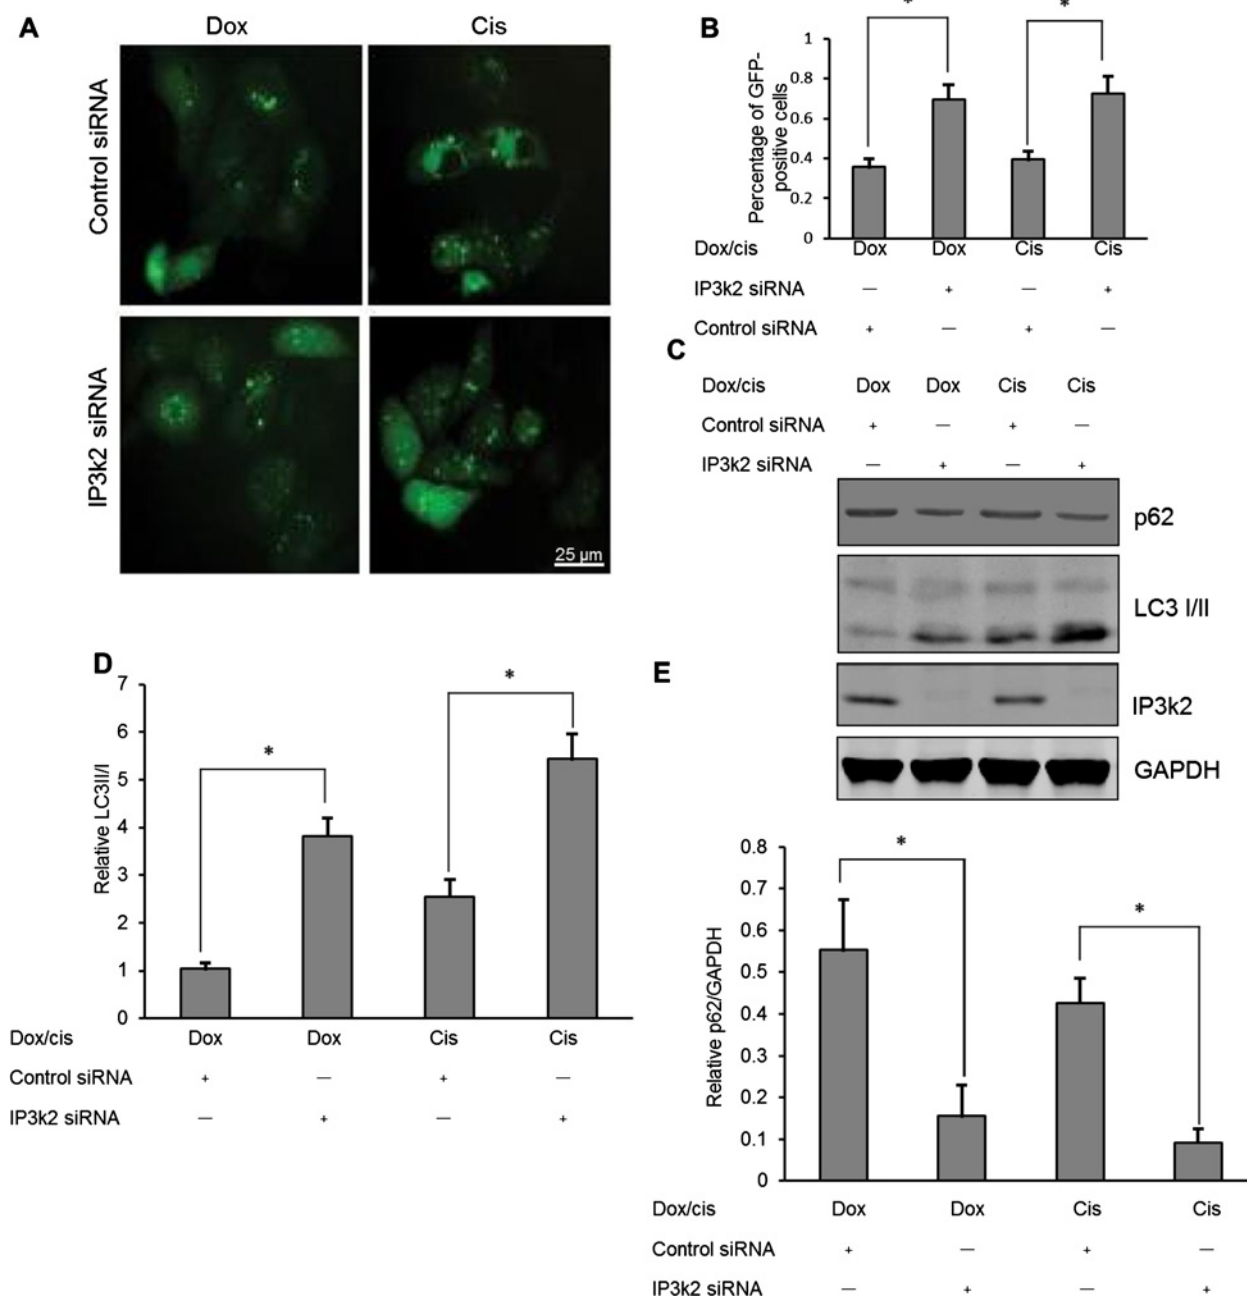 A
Dox Cis
Control siRNA
IP3k2 siRNA
25 µm
B
* *
Percentage of GFP-
positive cells
1
0.8
0.6
0.4
0.2
0
Dox/cis Dox Dox Cis Cis
IP3k2 siRNA — + — +
Control siRNA + — + —
C
Dox/cis Dox Dox Cis Cis
Control siRNA + — + —
IP3k2 siRNA — + — +
p62
LC3 I/II
IP3k2
GAPDH
D
* *
Relative LC3II/I
7
6
5
4
3
2
1
0
Dox/cis Dox Dox Cis Cis
Control siRNA + — + —
IP3k2 siRNA — + — +
E
* *
Relative p62/GAPDH
0.8
0.7
0.6
0.5
0.4
0.3
0.2
0.1
0
Dox/cis Dox Dox Cis Cis
Control siRNA + — + —
IP3k2 siRNA — + — +